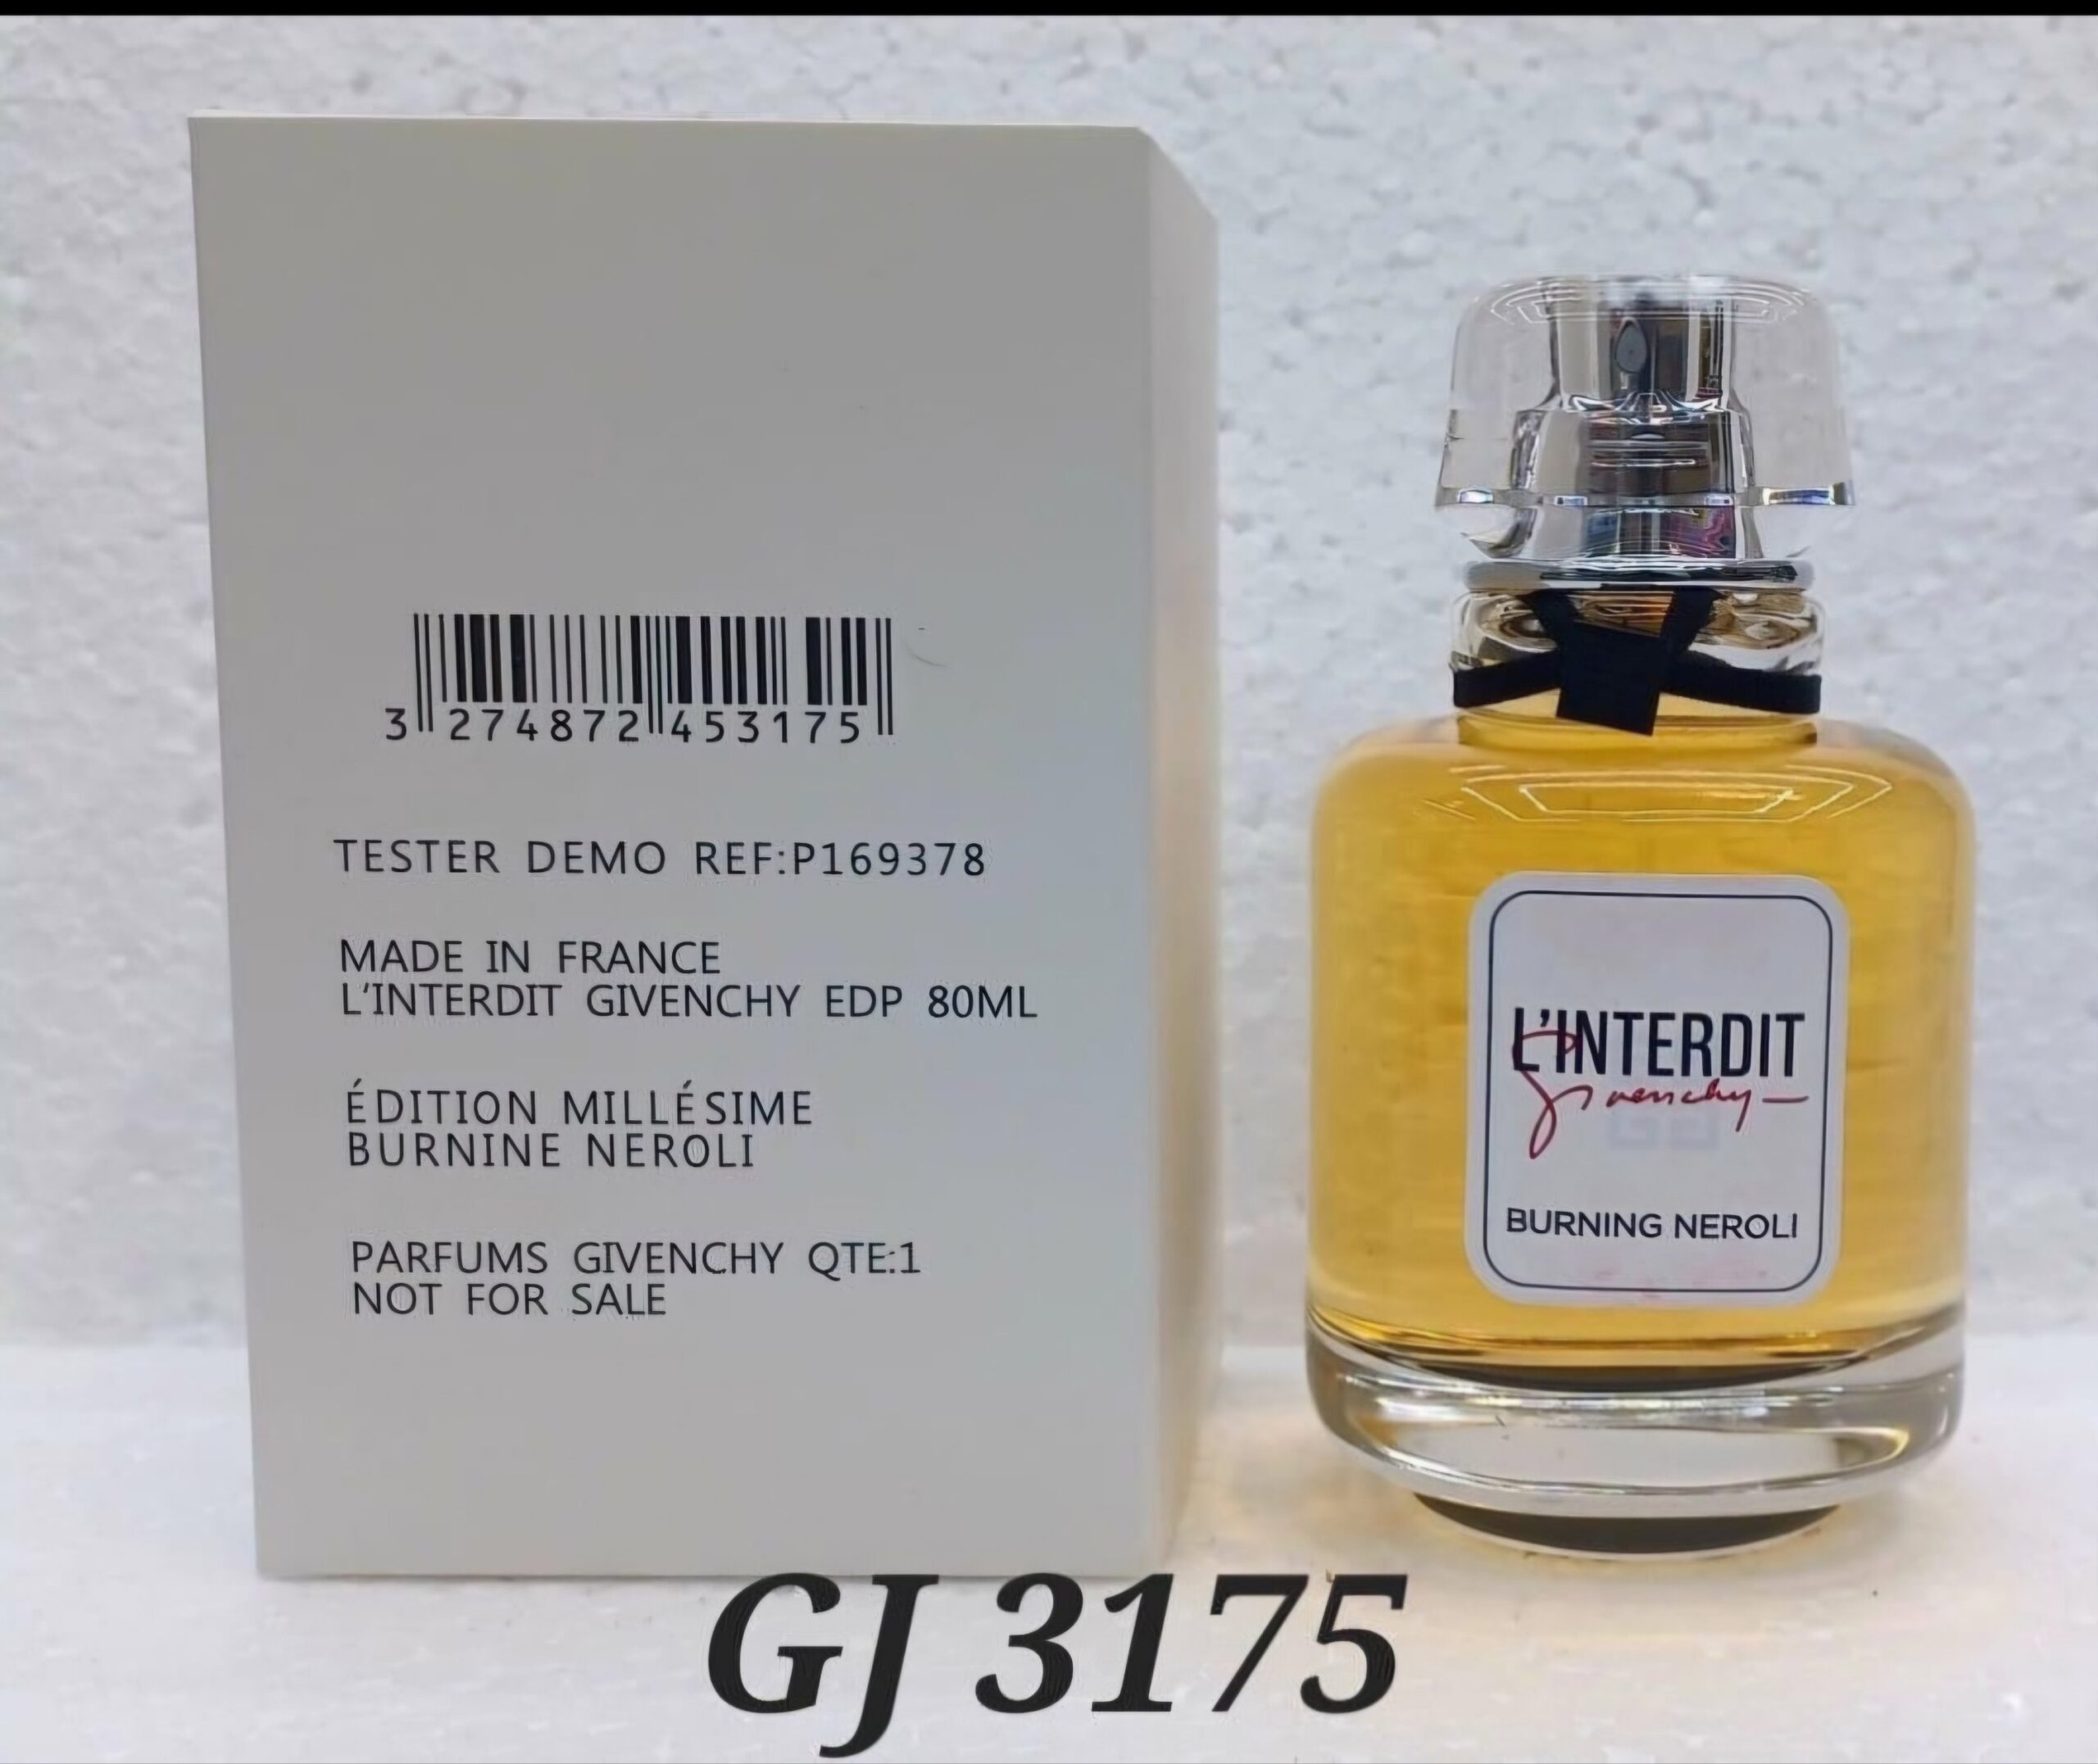 3 274872 453175
TESTER DEMO REF:P169378
MADE IN FRANCE
L'INTERDIT GIVENCHY EDP 80ML
ÉDITION MILLÉSIME
BURNINE NEROLI
PARFUMS GIVENCHY QTE:1
NOT FOR SALE
L'INTERDIT
Givenchy
BURNING NEROLI
GJ 3175